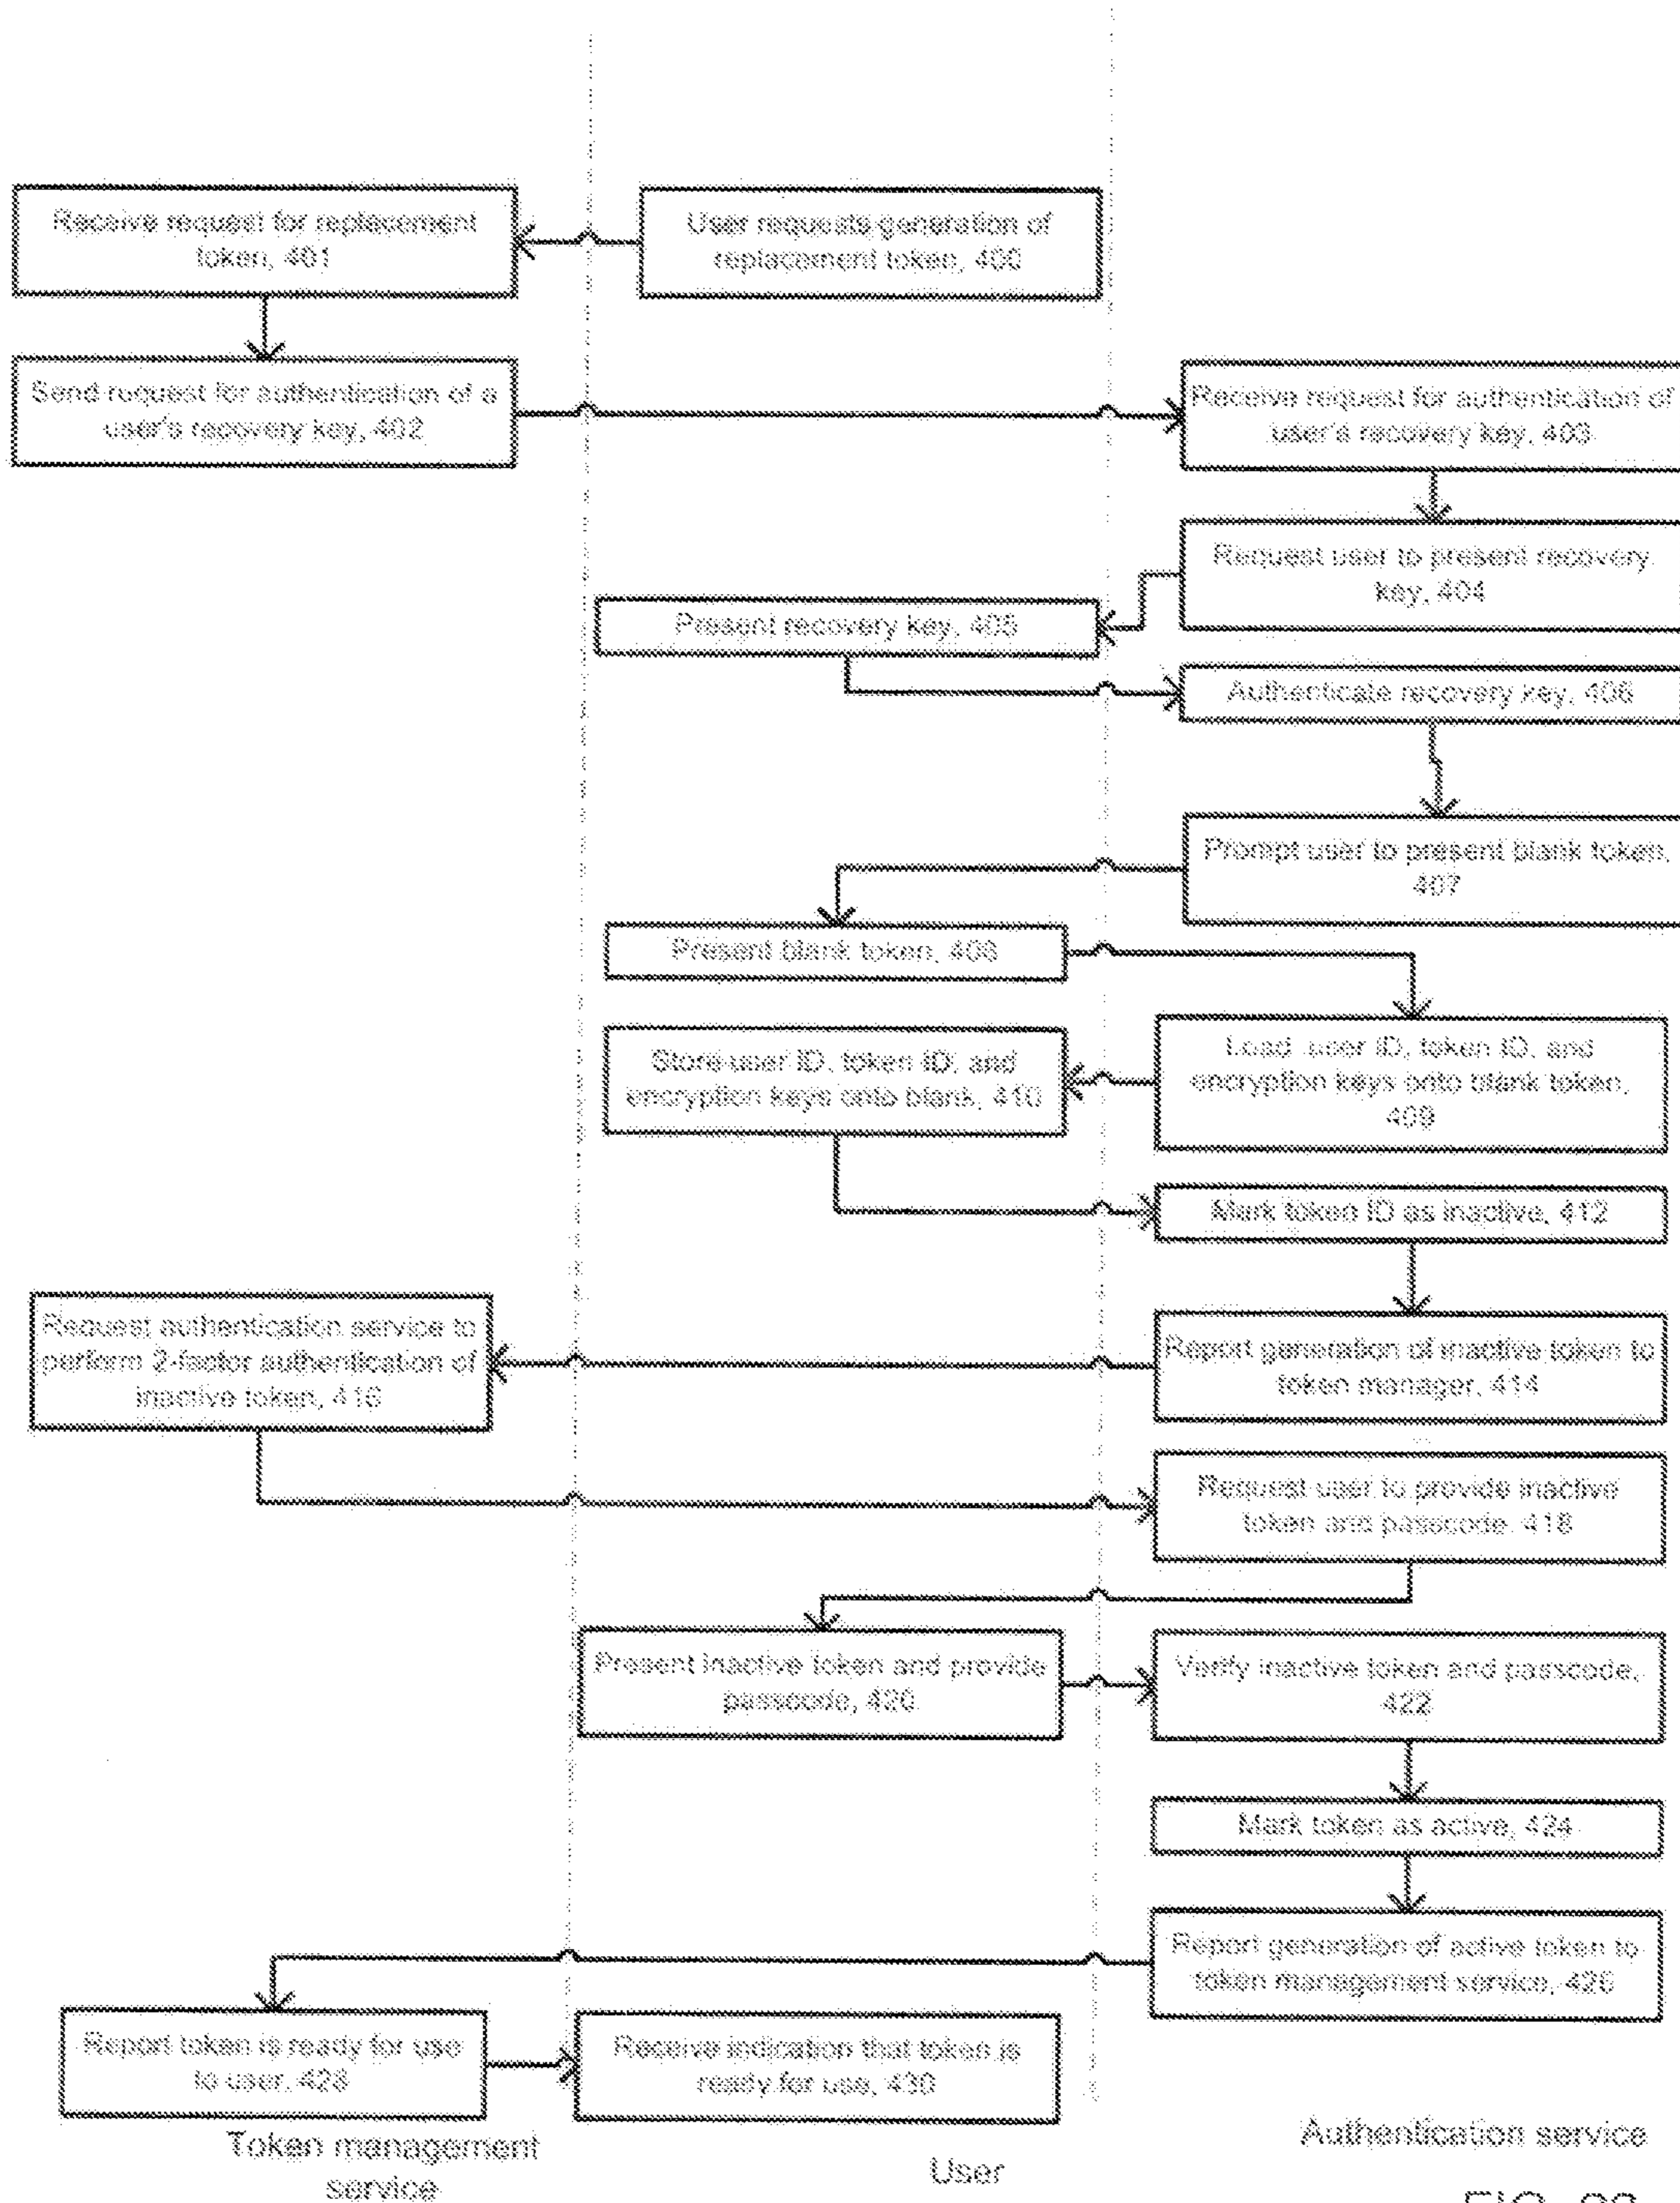 Receive request for replacement
token, 401
User requests generation of
replacement token, 400
Send request for authentication of a
user's recovery key, 402
Receive request for authentication of
user's recovery key, 403
Request user to present recovery
key, 404
Present recovery key, 405
Authenticate recovery key, 406
Prompt user to present blank token,
407
Present blank token, 408
Load user ID, token ID, and
encryption keys onto blank token,
409
Store user ID, token ID, and
encryption keys onto blank, 410
Mark token ID as inactive, 412
Report generation of inactive token to
token manager, 414
Request authentication service to
perform 2-factor authentication of
inactive token, 416
Request user to provide inactive
token and passcode, 418
Present inactive token and provide
passcode, 420
Verify inactive token and passcode,
422
Mark token as active, 424
Report generation of active token to
token management service, 426
Report token is ready for use
to user, 428
Receive indication that token is
ready for use, 430
Token management
service
User
Authentication service
FIG.